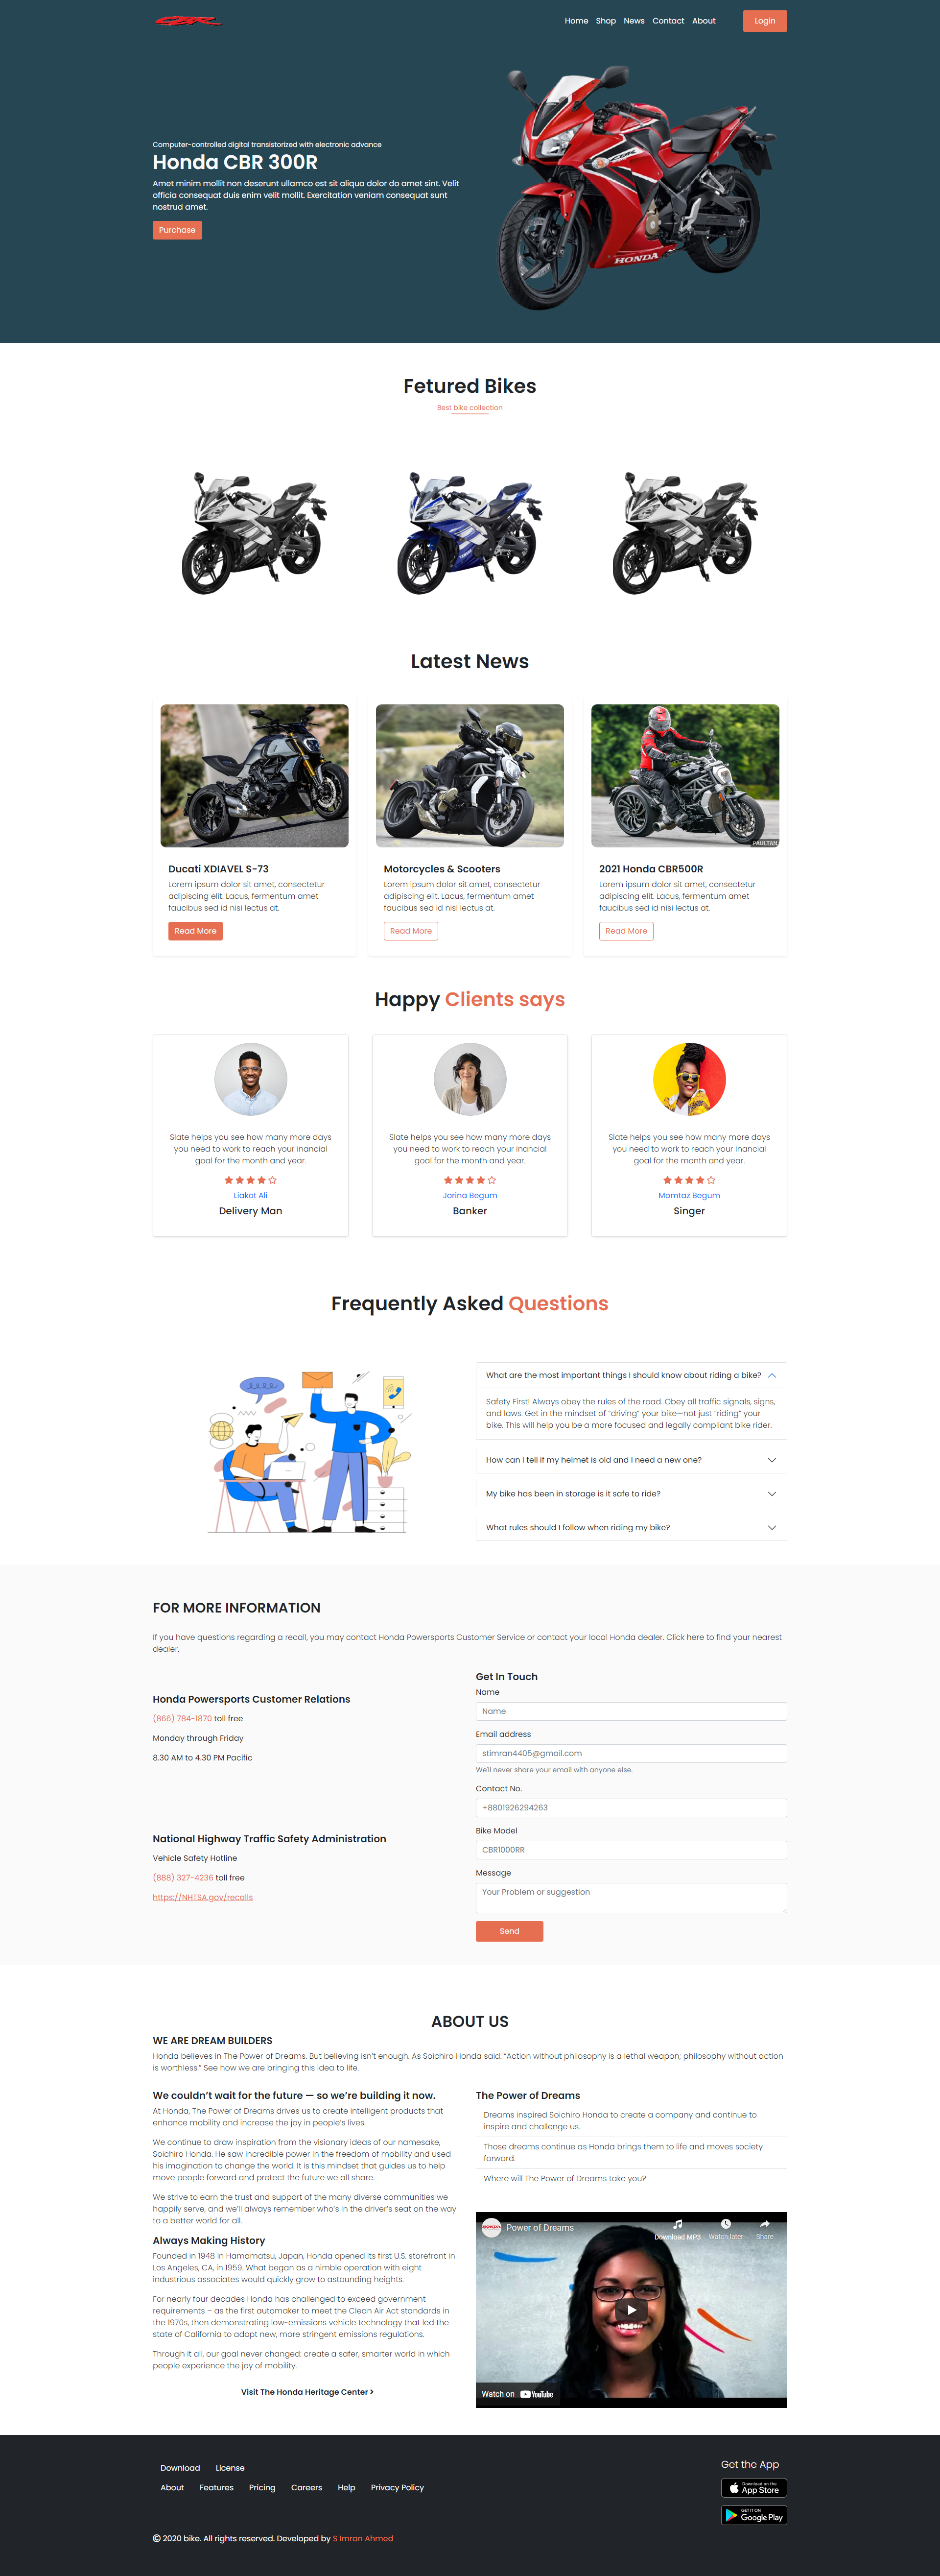 CBR
Home Shop News Contact About Login
Computer-controlled digital transistorized with electronic advance
Honda CBR 300R
Amet minim mollit non deserunt ullamco est sit aliqua dolor do amet sint. Velit
officia consequat duis enim velit mollit. Exercitation veniam consequat sunt
nostrud amet.
Purchase
HONDA
Fetured Bikes
Best bike collection
Latest News
PAULTAN
Ducati XDIAVEL S-73
Lorem ipsum dolor sit amet, consectetur
adipiscing elit. Lacus, fermentum amet
faucibus sed id nisi lectus at.
Read More
Motorcycles & Scooters
Lorem ipsum dolor sit amet, consectetur
adipiscing elit. Lacus, fermentum amet
faucibus sed id nisi lectus at.
Read More
2021 Honda CBR500R
Lorem ipsum dolor sit amet, consectetur
adipiscing elit. Lacus, fermentum amet
faucibus sed id nisi lectus at.
Read More
Happy Clients says
Slate helps you see how many more days
you need to work to reach your inancial
goal for the month and year.
Liakot Ali
Delivery Man
Slate helps you see how many more days
you need to work to reach your inancial
goal for the month and year.
Jorina Begum
Banker
Slate helps you see how many more days
you need to work to reach your inancial
goal for the month and year.
Momtaz Begum
Singer
Frequently Asked Questions
What are the most important things I should know about riding a bike?
Safety First! Always obey the rules of the road. Obey all traffic signals, signs,
and laws. Get in the mindset of “driving” your bike—not just “riding” your
bike. This will help you be a more focused and legally compliant bike rider.
How can I tell if my helmet is old and I need a new one?
My bike has been in storage is it safe to ride?
What rules should I follow when riding my bike?
FOR MORE INFORMATION
If you have questions regarding a recall, you may contact Honda Powersports Customer Service or contact your local Honda dealer. Click here to find your nearest
dealer.
Honda Powersports Customer Relations
(866) 784-1870 toll free
Monday through Friday
8.30 AM to 4.30 PM Pacific
National Highway Traffic Safety Administration
Vehicle Safety Hotline
(888) 327-4236 toll free
https://NHTSA.gov/recalls
Get In Touch
Name
Name
Email address
stimran4405@gmail.com
We'll never share your email with anyone else.
Contact No.
+8801926294263
Bike Model
CBR1000RR
Message
Your Problem or suggestion
Send
ABOUT US
WE ARE DREAM BUILDERS
Honda believes in The Power of Dreams. But believing isn’t enough. As Soichiro Honda said: “Action without philosophy is a lethal weapon; philosophy without action
is worthless.” See how we are bringing this idea to life.
We couldn’t wait for the future — so we’re building it now.
At Honda, The Power of Dreams drives us to create intelligent products that
enhance mobility and increase the joy in people’s lives.
We continue to draw inspiration from the visionary ideas of our namesake,
Soichiro Honda. He saw incredible power in the freedom of mobility and used
his imagination to change the world. It is this mindset that guides us to help
move people forward and protect the future we all share.
We strive to earn the trust and support of the many diverse communities we
happily serve, and we’ll always remember who’s in the driver’s seat on the way
to a better world for all.
Always Making History
Founded in 1948 in Hamamatsu, Japan, Honda opened its first U.S. storefront in
Los Angeles, CA, in 1959. What began as a nimble operation with eight
industrious associates would quickly grow to astounding heights.
For nearly four decades Honda has challenged to exceed government
requirements – as the first automaker to meet the Clean Air Act standards in
the 1970s, then demonstrating low-emissions vehicle technology that led the
state of California to adopt new, more stringent emissions regulations.
Through it all, our goal never changed: create a safer, smarter world in which
people experience the joy of mobility.
Visit The Honda Heritage Center
The Power of Dreams
Dreams inspired Soichiro Honda to create a company and continue to
inspire and challenge us.
Those dreams continue as Honda brings them to life and moves society
forward.
Where will The Power of Dreams take you?
HONDA
Power of Dreams
Download MP3 Watch later Share
Watch on YouTube
Download License
About Features Pricing Careers Help Privacy Policy
© 2020 bike. All rights reserved. Developed by S Imran Ahmed
Get the App
Download on the
App Store
GET IT ON
Google Play